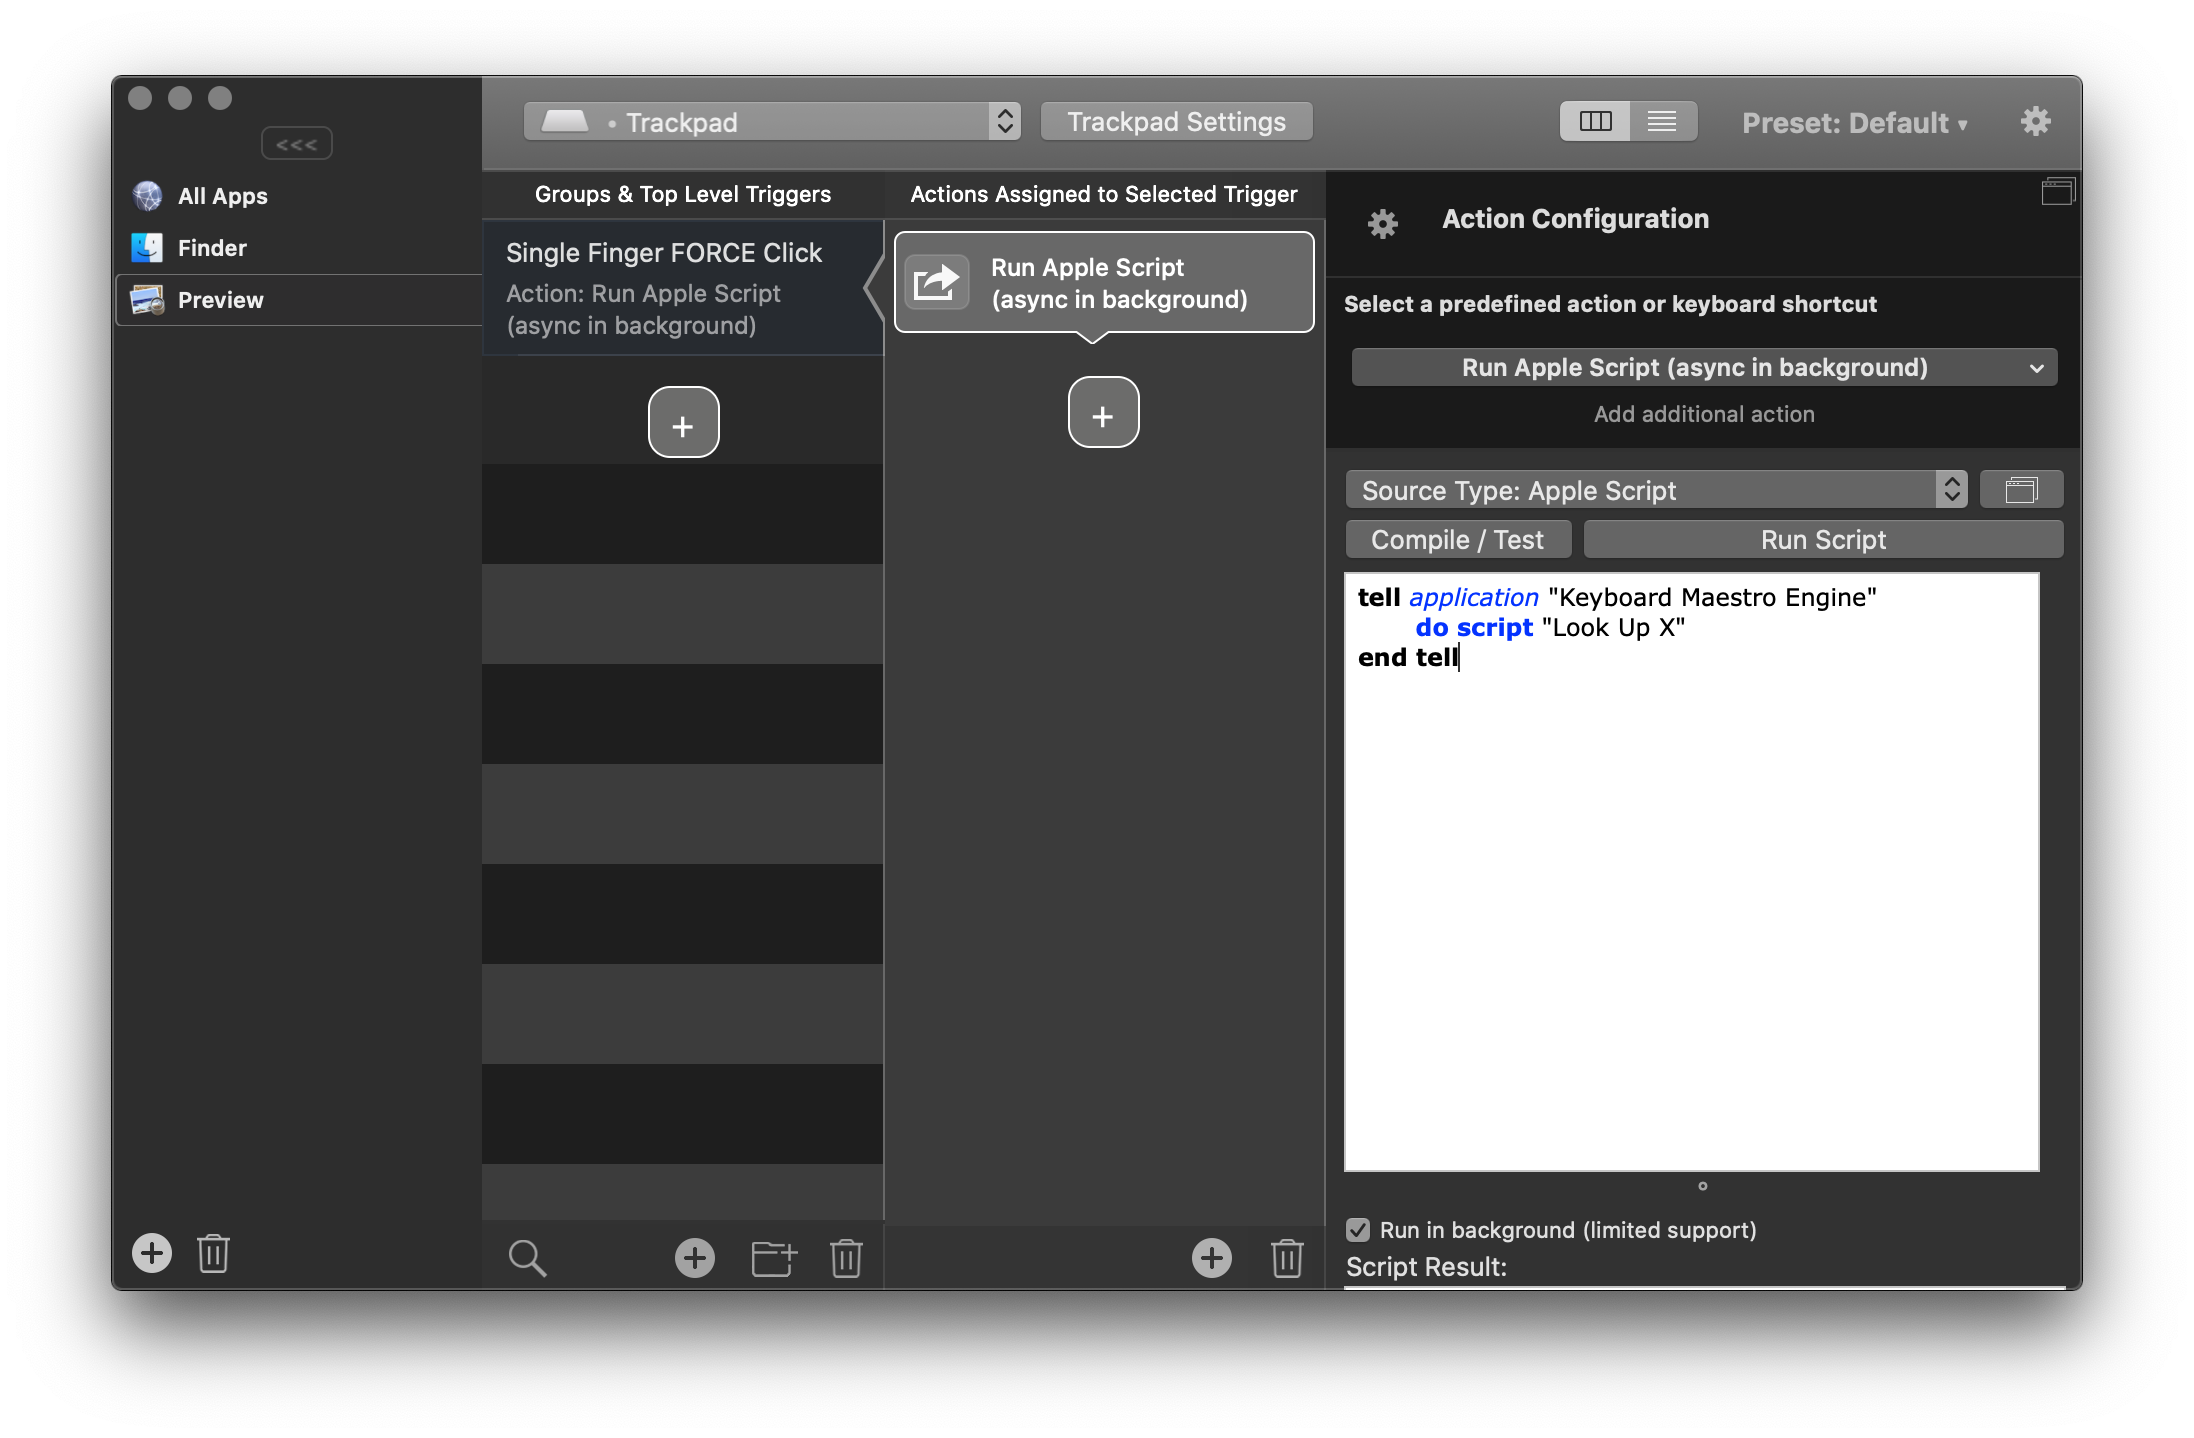 <<<
All Apps
Finder
Preview
• Trackpad
Trackpad Settings
Preset: Default ▾
Groups & Top Level Triggers
Single Finger FORCE Click
Action: Run Apple Script
(async in background)
+
Actions Assigned to Selected Trigger
Run Apple Script
(async in background)
+
Action Configuration
Select a predefined action or keyboard shortcut
Run Apple Script (async in background)
Add additional action
Source Type: Apple Script
Compile / Test
Run Script
tell application "Keyboard Maestro Engine"
do script "Look Up X"
end tell
Run in background (limited support)
Script Result: